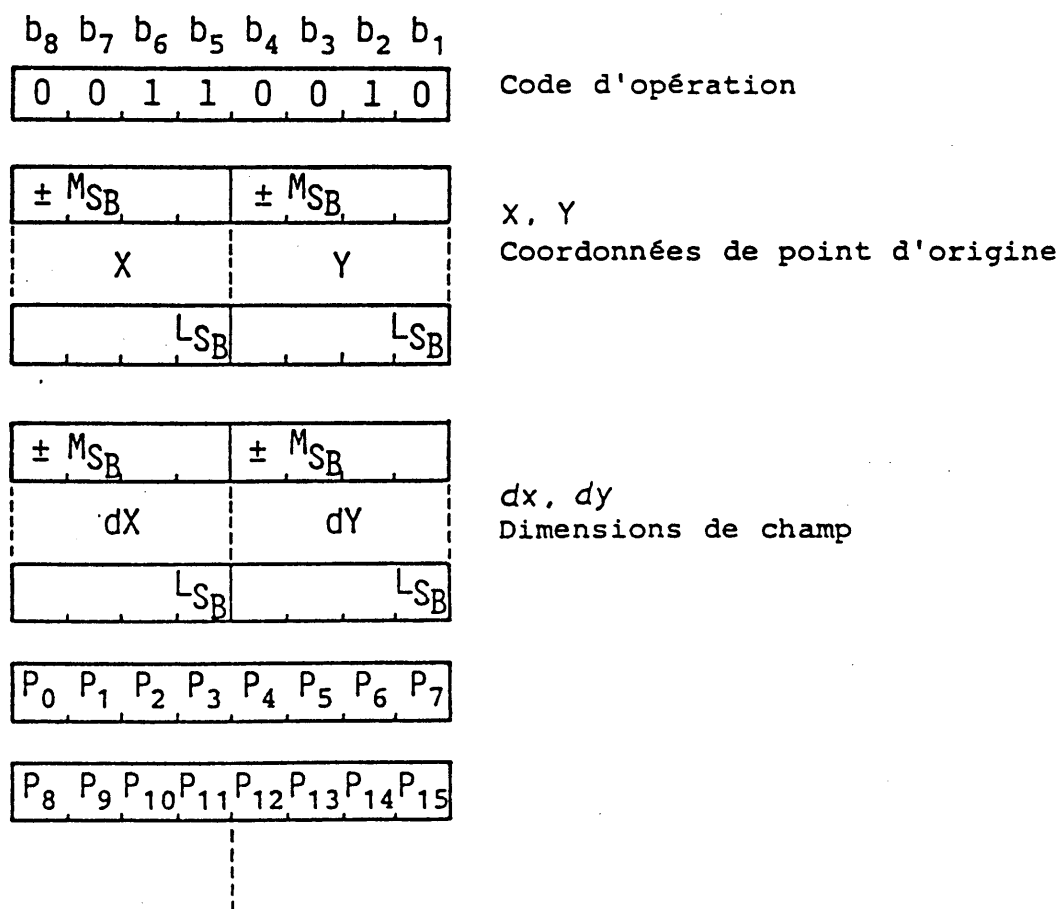 b8 b7 b6 b5 b4 b3 b2 b1
0 0 1 1 0 0 1 0 Code d'opération
± MSB ± MSB
X, Y
X Y Coordonnées de point d'origine
LSB LSB
± MSB ± MSB
dx, dy
dX dY Dimensions de champ
LSB LSB
P0 P1 P2 P3 P4 P5 P6 P7
P8 P9 P10 P11 P12 P13 P14 P15